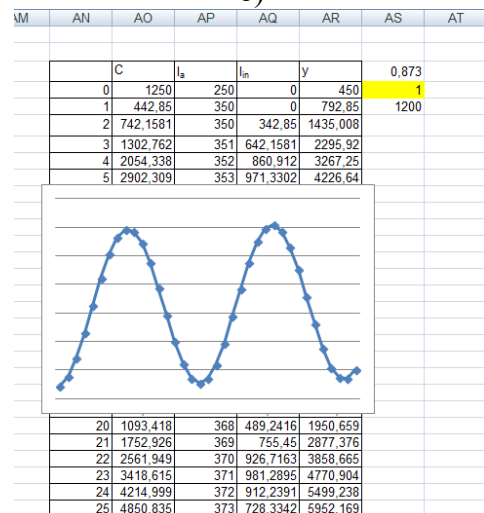 AM AN AO AP AQ AR AS AT
C Ia Iin y 0,873
0 1250 250 0 450 1
1 442,85 350 0 792,85 1200
2 742,1581 350 342,85 1435,008
3 1302,762 351 642,1581 2295,92
4 2054,338 352 860,912 3267,25
5 2902,309 353 971,3302 4226,64
20 1093,418 368 489,2416 1950,659
21 1752,926 369 755,45 2877,376
22 2561,949 370 926,7163 3858,665
23 3418,615 371 981,2895 4770,904
24 4214,999 372 912,2391 5499,238
25 4850,835 373 728,3342 5952,169